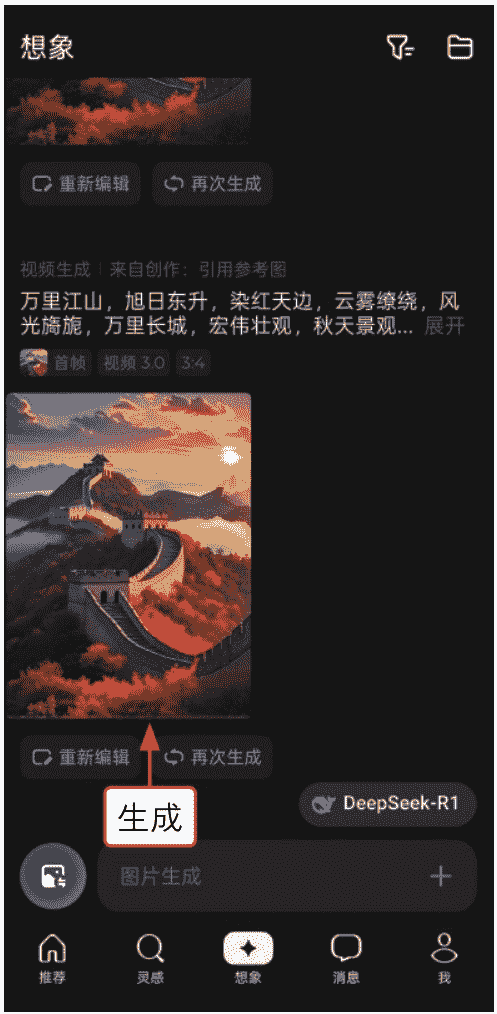 想象
重新编辑 再次生成
视频生成 | 来自创作：引用参考图
万里江山，旭日东升，染红天边，云雾缭绕，风
光旖旎，万里长城，宏伟壮观，秋天景观... 展开
首帧 视频 3.0 3:4
重新编辑 再次生成
DeepSeek-R1
生成
图片生成
推荐 灵感 想象 消息 我